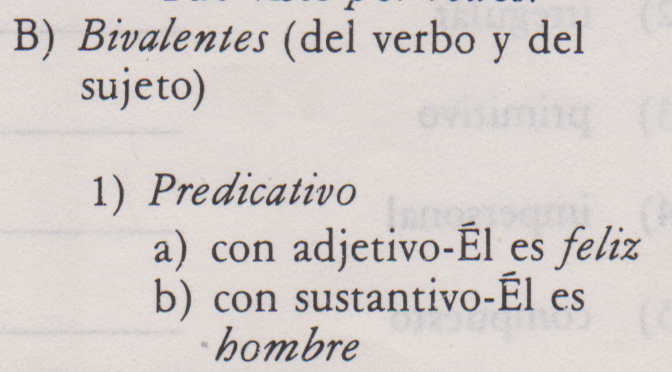 B) Bivalentes (del verbo y del
sujeto)
1) Predicativo
a) con adjetivo-Él es feliz
b) con sustantivo-Él es
hombre